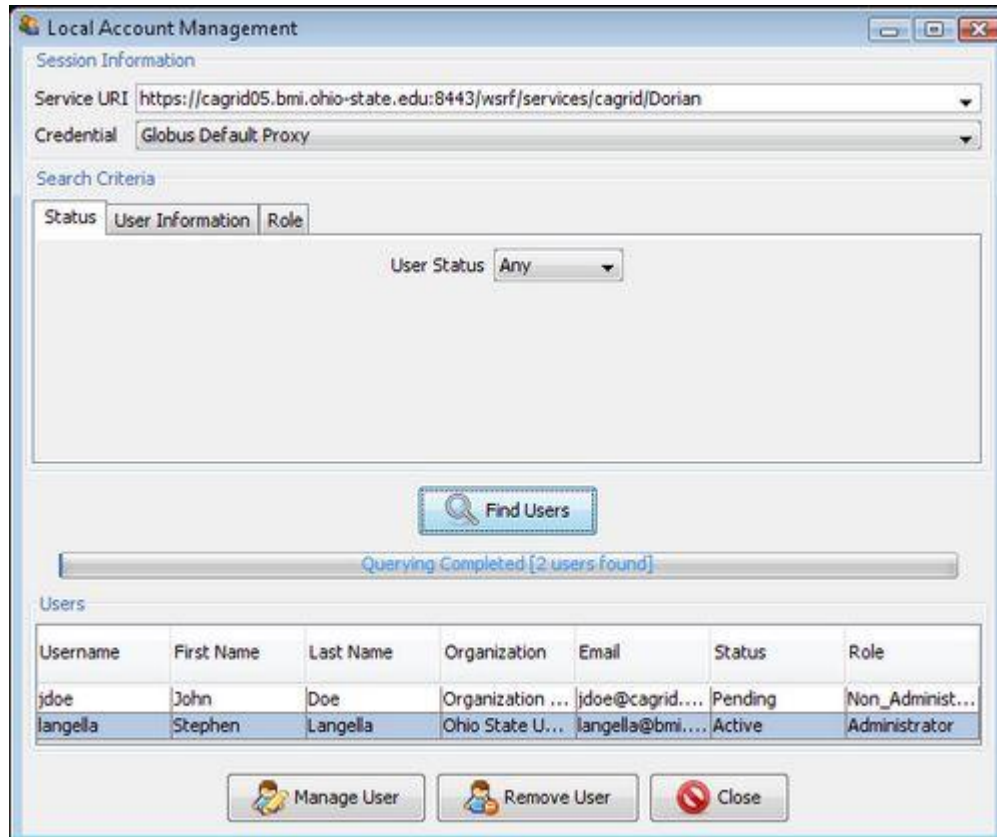 Local Account Management
Session Information
Service URI https://cagrid05.bmi.ohio-state.edu:8443/wsrf/services/cagrid/Dorian
Credential Globus Default Proxy
Search Criteria
Status User Information Role
User Status Any
Find Users
Querying Completed [2 users found]
Users
Username First Name Last Name Organization Email Status Role
jdoe John Doe Organization ... jdoe@cagrid.... Pending Non_Administ...
langella Stephen Langella Ohio State U... langella@bmi.... Active Administrator
Manage User Remove User Close